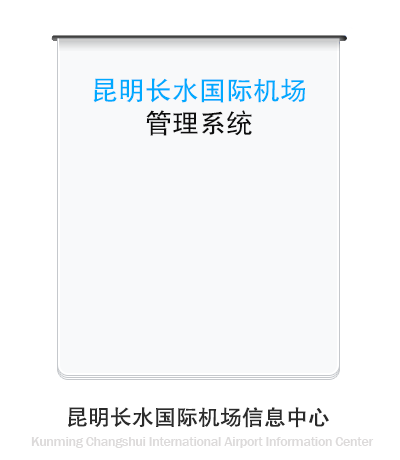 昆明长水国际机场
管理系统
昆明长水国际机场信息中心
Kunming Changshui International Airport Information Center